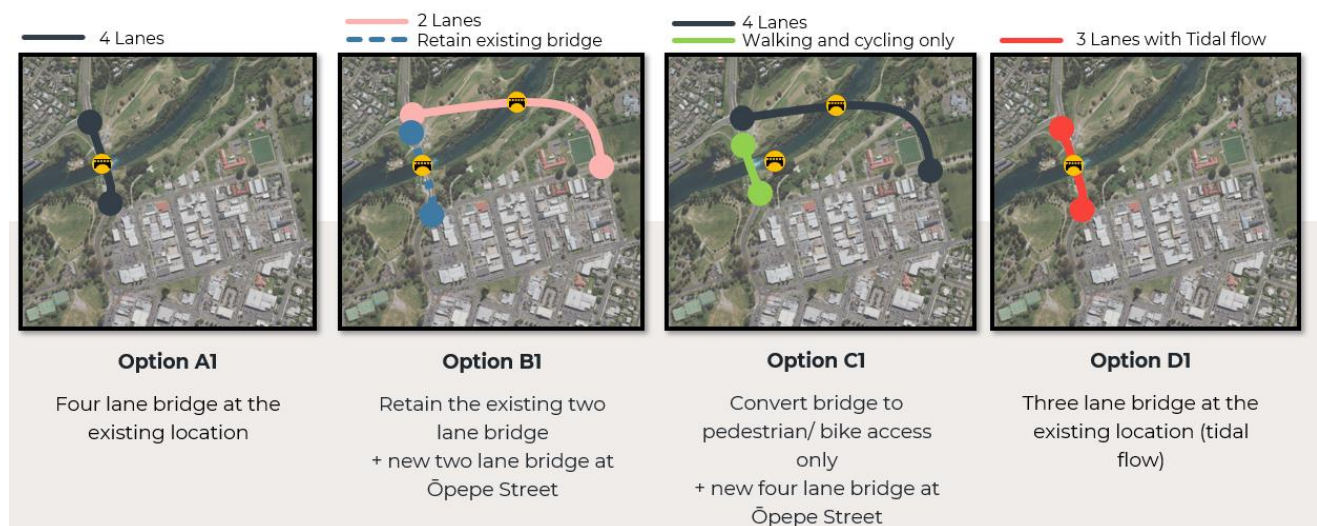 4 Lanes
2 Lanes
Retain existing bridge
4 Lanes
Walking and cycling only
3 Lanes with Tidal flow
Option A1
Four lane bridge at the
existing location
Option B1
Retain the existing two
lane bridge
+ new two lane bridge at
Ōpepe Street
Option C1
Convert bridge to
pedestrian/ bike access
only
+ new four lane bridge at
Ōpepe Street
Option D1
Three lane bridge at the
existing location (tidal
flow)